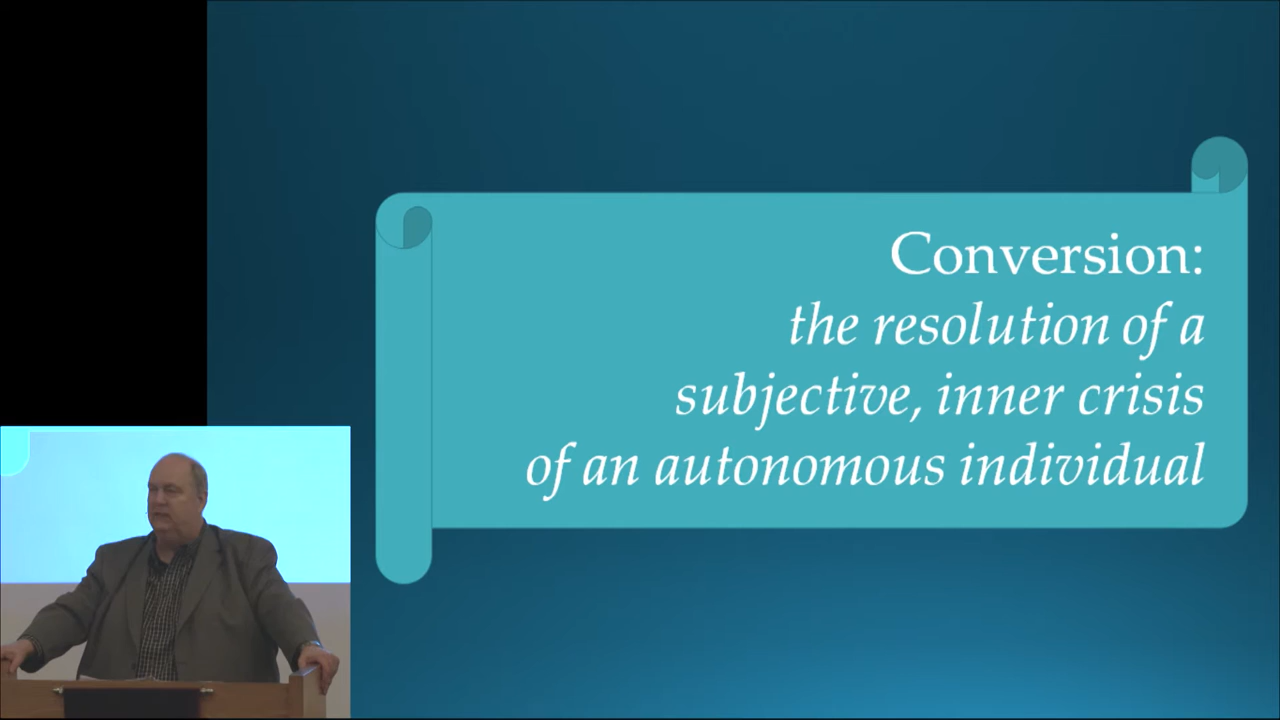 Conversion:
the resolution of a
subjective, inner crisis
of an autonomous individual